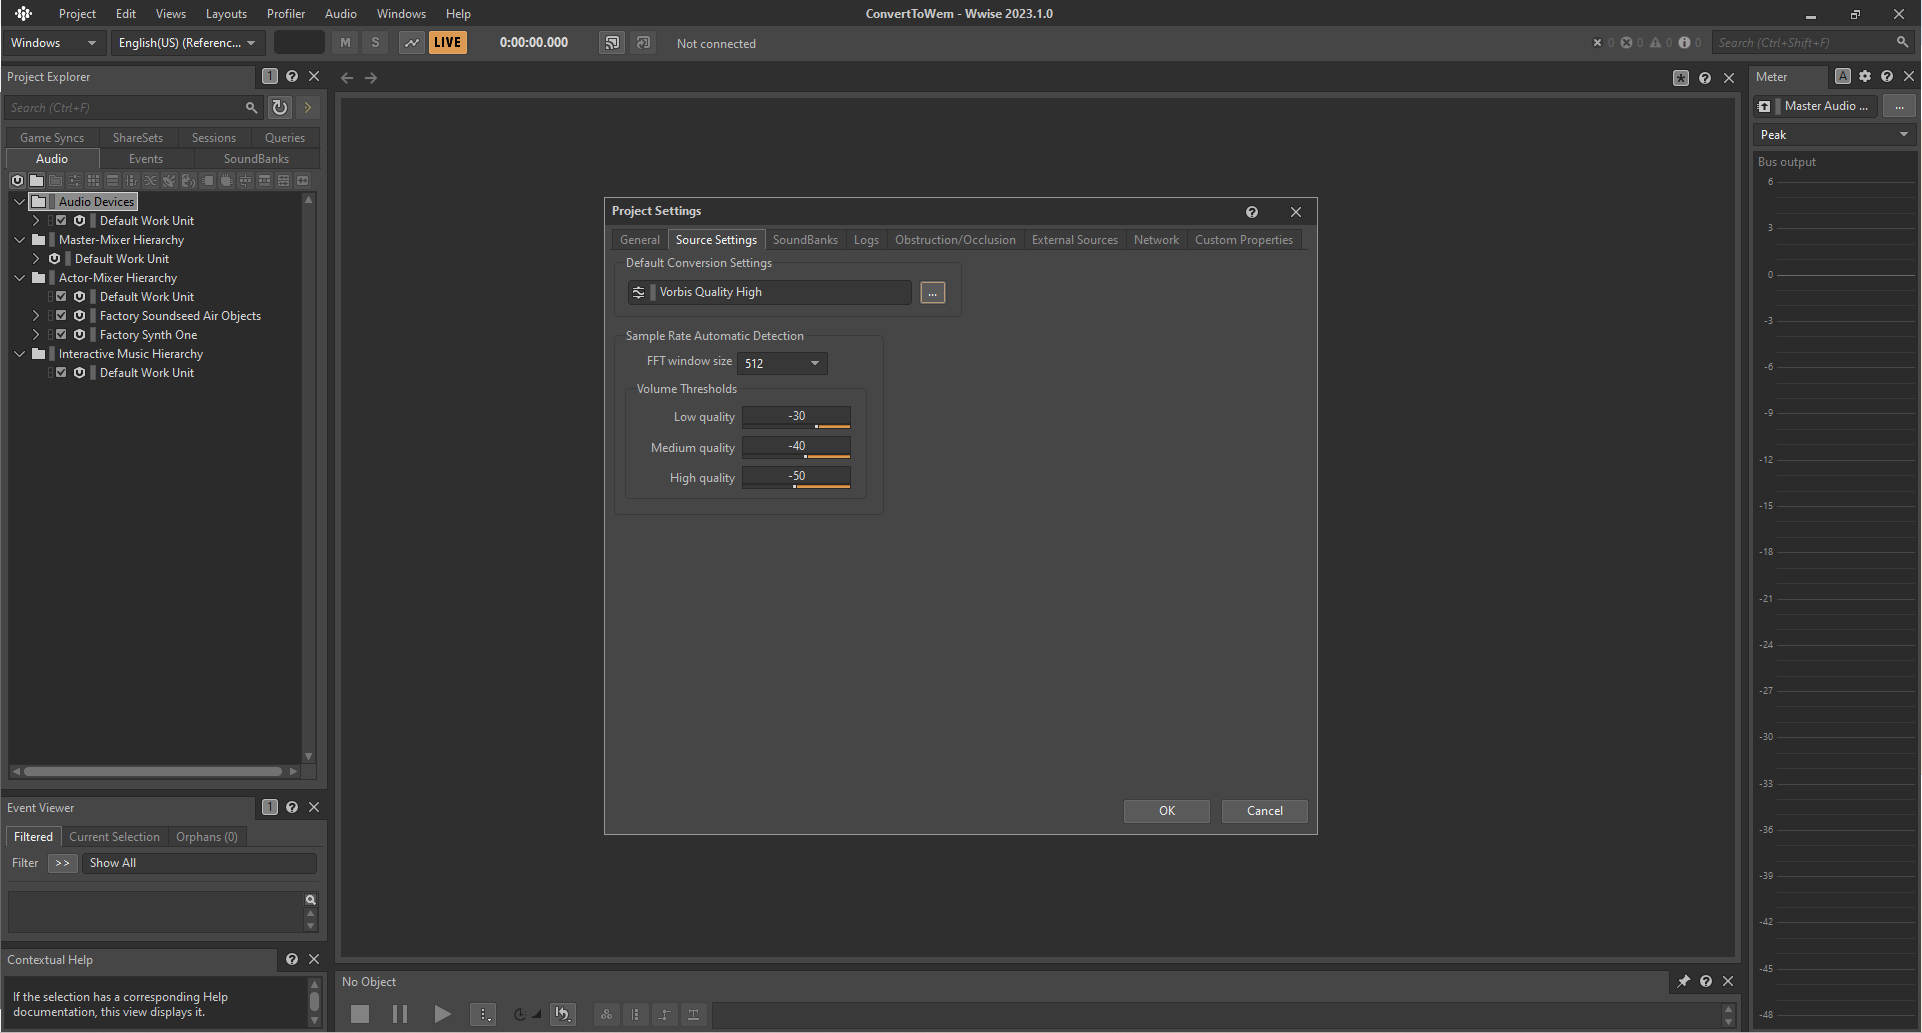 Project Edit Views Layouts Profiler Audio Windows Help
ConvertToWem - Wwise 2023.1.0
Windows
English(US) (Referenc...
M S
LIVE
0:00:00.000
Not connected
0 0 0 0
Search (Ctrl+Shift+F)
Project Explorer
1
Search (Ctrl+F)
Game Syncs ShareSets Sessions Queries
Audio Events SoundBanks
Audio Devices
Default Work Unit
Master-Mixer Hierarchy
Default Work Unit
Actor-Mixer Hierarchy
Default Work Unit
Factory Soundseed Air Objects
Factory Synth One
Interactive Music Hierarchy
Default Work Unit
Event Viewer
1
Filtered Current Selection Orphans (0)
Filter >> Show All
Contextual Help
If the selection has a corresponding Help
documentation, this view displays it.
Project Settings
General Source Settings SoundBanks Logs Obstruction/Occlusion External Sources Network Custom Properties
Default Conversion Settings
Vorbis Quality High
...
Sample Rate Automatic Detection
FFT window size 512
Volume Thresholds
Low quality -30
Medium quality -40
High quality -50
OK Cancel
No Object
Meter
A
Master Audio ...
...
Peak
Bus output
6
3
0
-3
-6
-9
-12
-15
-18
-21
-24
-27
-30
-33
-36
-39
-42
-45
-48